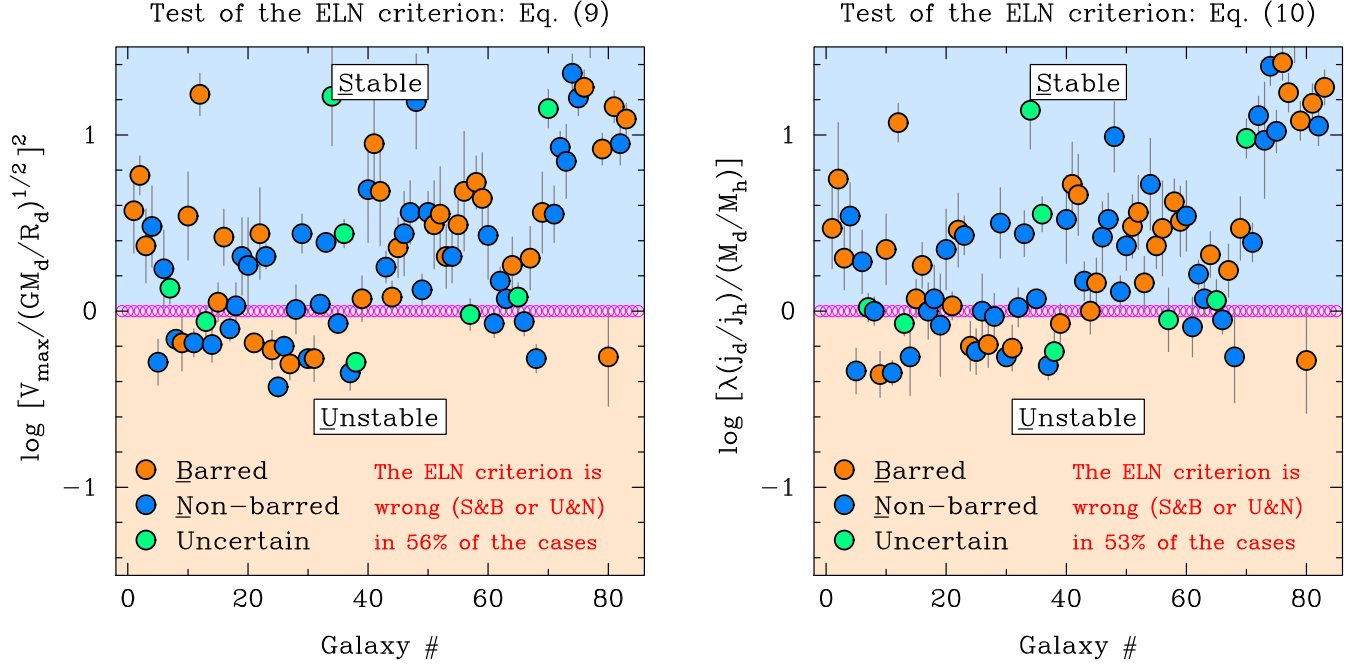 Test of the ELN criterion: Eq. (9)
log [V_max/(GM_d/R_d)^1/2]^2
1
0
−1
Stable
Unstable
Barred
Non−barred
Uncertain
The ELN criterion is
wrong (S&B or U&N)
in 56% of the cases
0 20 40 60 80
Galaxy #
Test of the ELN criterion: Eq. (10)
log [λ(j_d/j_h)/(M_d/M_h)]
1
0
−1
Stable
Unstable
Barred
Non−barred
Uncertain
The ELN criterion is
wrong (S&B or U&N)
in 53% of the cases
0 20 40 60 80
Galaxy #